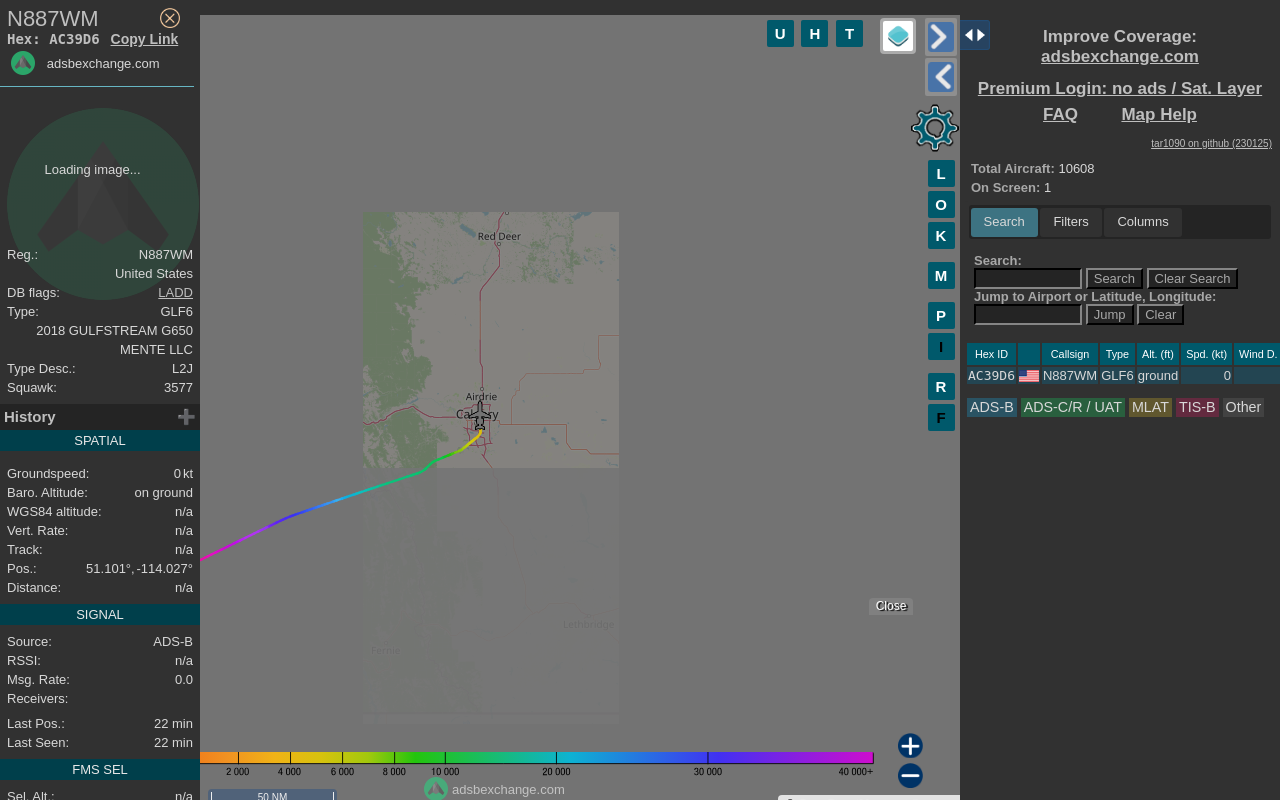 N887WM
Hex: AC39D6 Copy Link
adsbexchange.com
Loading image...
Reg.: N887WM
United States
DB flags: LADD
Type: GLF6
2018 GULFSTREAM G650
MENTE LLC
Type Desc.: L2J
Squawk: 3577
History
SPATIAL
Groundspeed: 0 kt
Baro. Altitude: on ground
WGS84 altitude: n/a
Vert. Rate: n/a
Track: n/a
Pos.: 51.101°, -114.027°
Distance: n/a
SIGNAL
Source: ADS-B
RSSI: n/a
Msg. Rate: 0.0
Receivers:
Last Pos.: 22 min
Last Seen: 22 min
FMS SEL
Sel. Alt.: n/a
U H T
L
O
K
M
P
I
R
F
Red Deer
Airdrie
Lethbridge
Fernie
Close
2 000 4 000 6 000 8 000 10 000 20 000 30 000 40 000+
50 NM
adsbexchange.com
Improve Coverage:
adsbexchange.com
Premium Login: no ads / Sat. Layer
FAQ Map Help
tar1090 on github (230125)
Total Aircraft: 10608
On Screen: 1
Search Filters Columns
Search:
Search Clear Search
Jump to Airport or Latitude, Longitude:
Jump Clear
Hex ID Callsign Type Alt. (ft) Spd. (kt) Wind D.
AC39D6 N887WM GLF6 ground 0
ADS-B ADS-C/R / UAT MLAT TIS-B Other